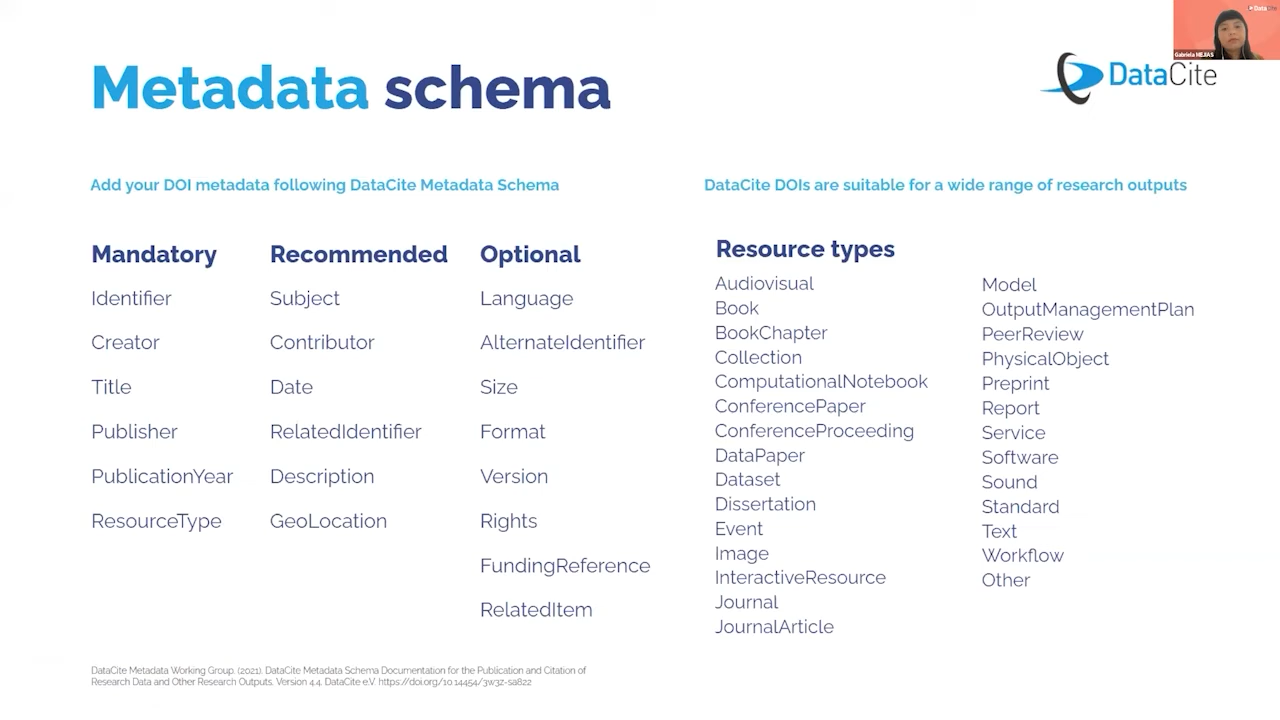 Metadata schema
DataCite
DataCite
Gabriela MEJIAS
Add your DOI metadata following DataCite Metadata Schema
Mandatory
Identifier
Creator
Title
Publisher
PublicationYear
ResourceType
Recommended
Subject
Contributor
Date
RelatedIdentifier
Description
GeoLocation
Optional
Language
AlternateIdentifier
Size
Format
Version
Rights
FundingReference
RelatedItem
DataCite DOIs are suitable for a wide range of research outputs
Resource types
Audiovisual
Book
BookChapter
Collection
ComputationalNotebook
ConferencePaper
ConferenceProceeding
DataPaper
Dataset
Dissertation
Event
Image
InteractiveResource
Journal
JournalArticle
Model
OutputManagementPlan
PeerReview
PhysicalObject
Preprint
Report
Service
Software
Sound
Standard
Text
Workflow
Other
DataCite Metadata Working Group. (2021). DataCite Metadata Schema Documentation for the Publication and Citation of
Research Data and Other Research Outputs. Version 4.4. DataCite e.V. https://doi.org/10.14454/3w3z-sa82